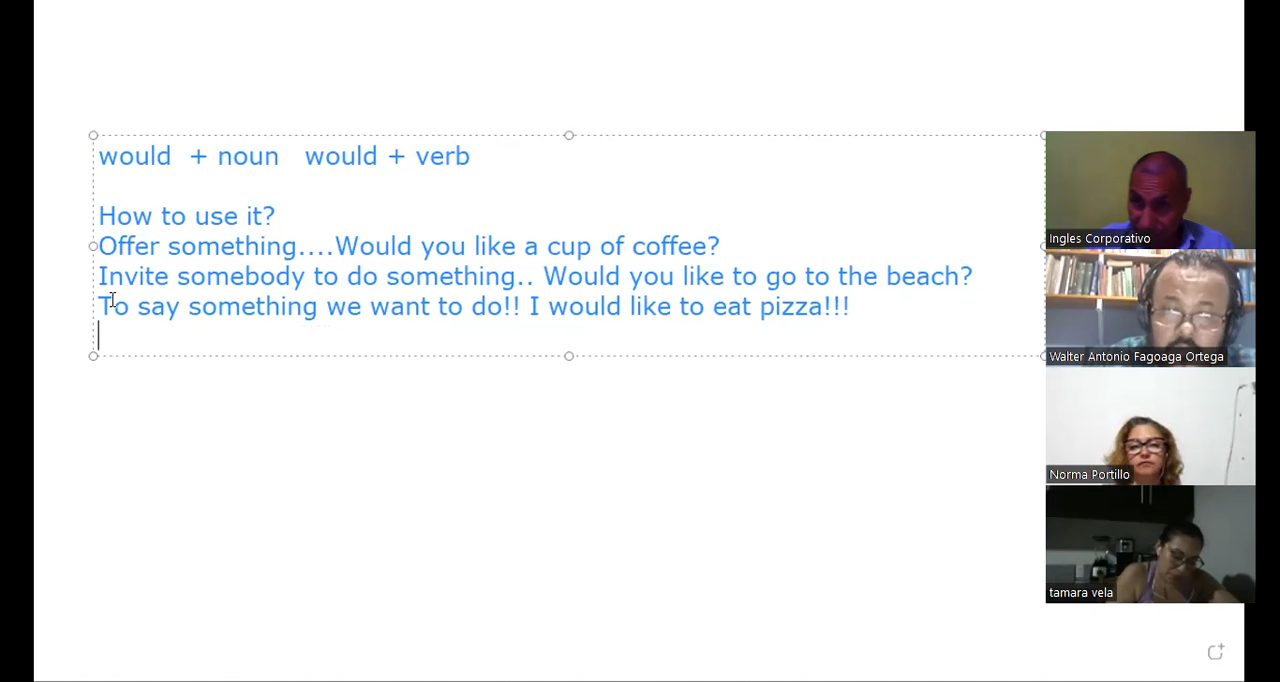 would + noun would + verb
How to use it?
Offer something....Would you like a cup of coffee?
Invite somebody to do something.. Would you like to go to the beach?
To say something we want to do!! I would like to eat pizza!!!
Ingles Corporativo
Walter Antonio Fagoaga Ortega
Norma Portillo
tamara vela